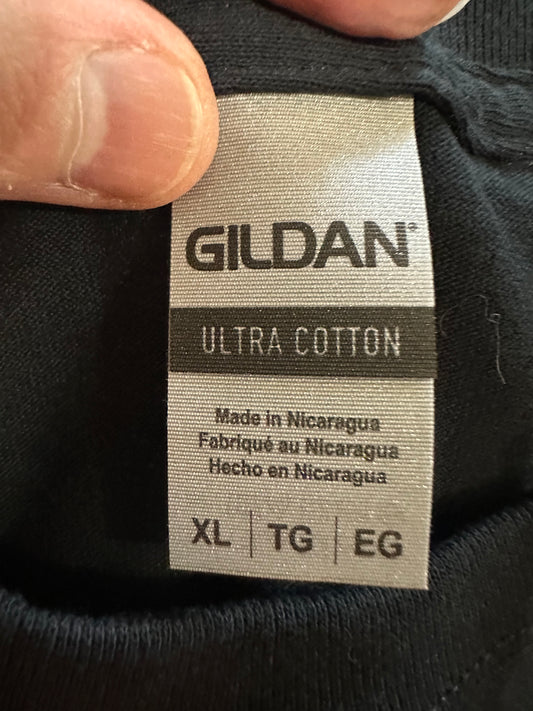 GILDAN®
ULTRA COTTON
Made in Nicaragua
Fabriqué au Nicaragua
Hecho en Nicaragua
XL | TG | EG